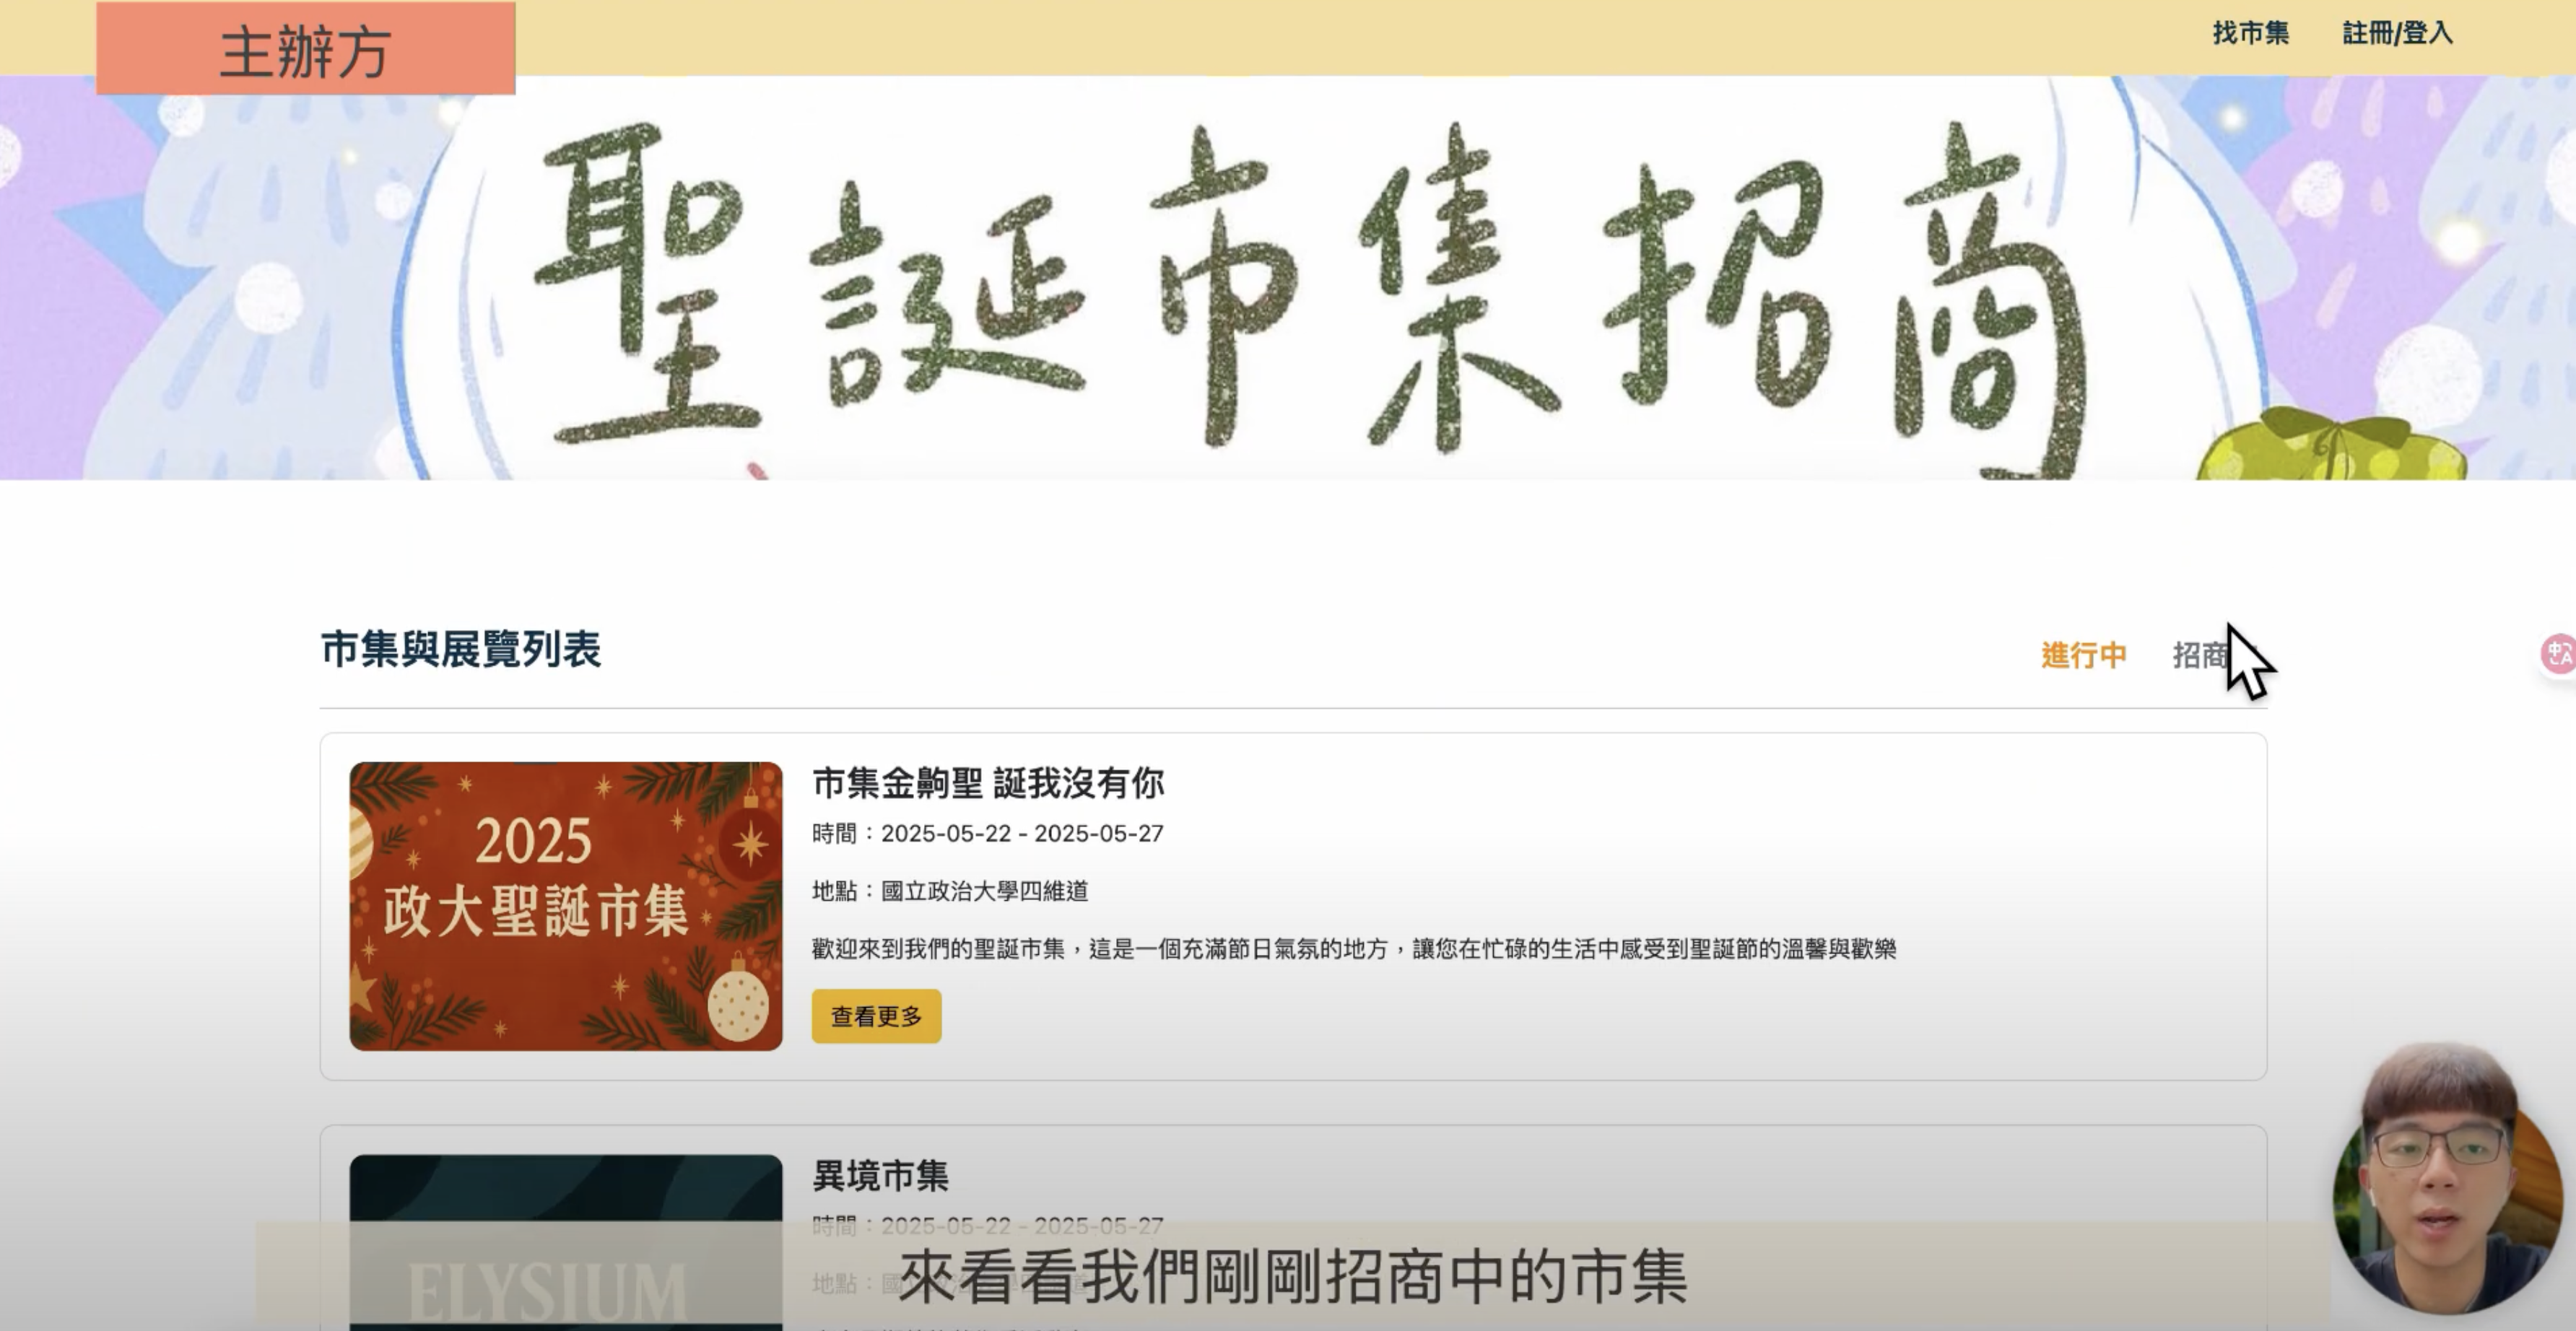 主辦方
找市集 註冊/登入
聖誕市集招商
市集與展覽列表
進行中 招商
2025
政大聖誕市集
市集金齁聖 誕我沒有你
時間：2025-05-22 - 2025-05-27
地點：國立政治大學四維道
歡迎來到我們的聖誕市集，這是一個充滿節日氣氛的地方，讓您在忙碌的生活中感受到聖誕節的溫馨與歡樂
查看更多
ELYSIUM
異境市集
時間：2025-05-22 - 2025-05-27
地點：
來看看我們剛剛招商中的市集